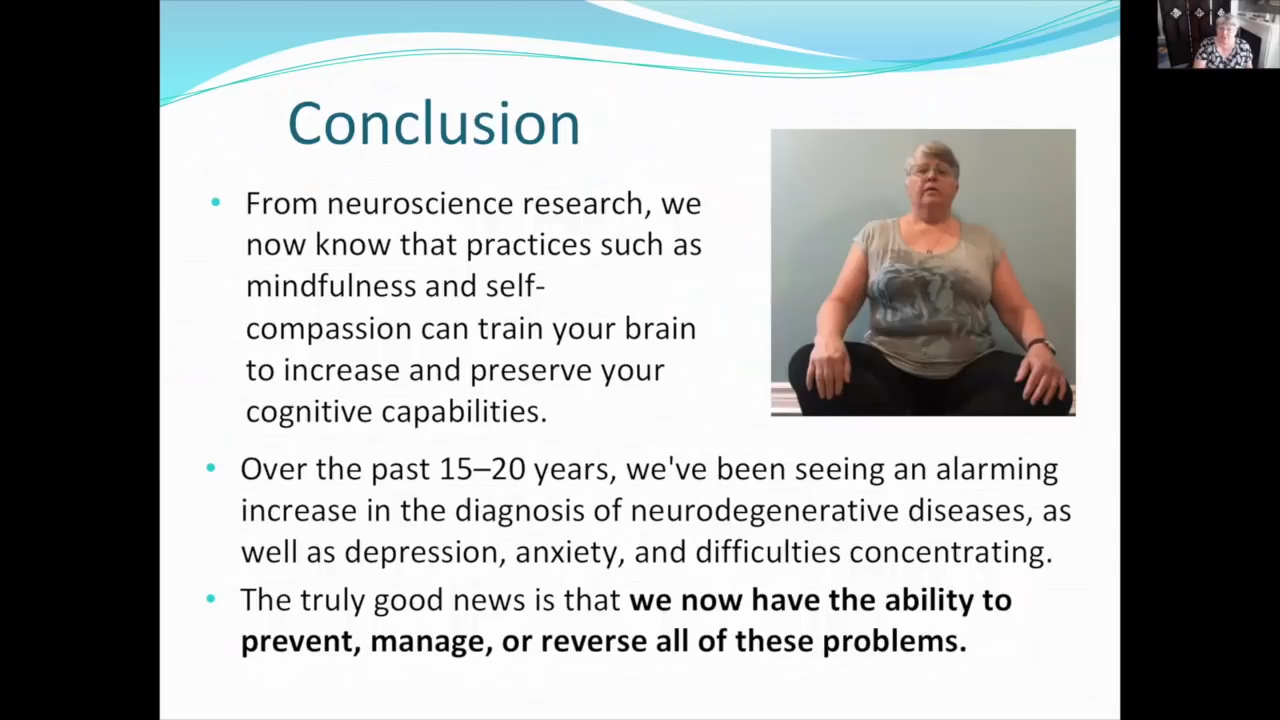 Conclusion
• From neuroscience research, we
now know that practices such as
mindfulness and self-
compassion can train your brain
to increase and preserve your
cognitive capabilities.
• Over the past 15–20 years, we've been seeing an alarming
increase in the diagnosis of neurodegenerative diseases, as
well as depression, anxiety, and difficulties concentrating.
• The truly good news is that we now have the ability to
prevent, manage, or reverse all of these problems.